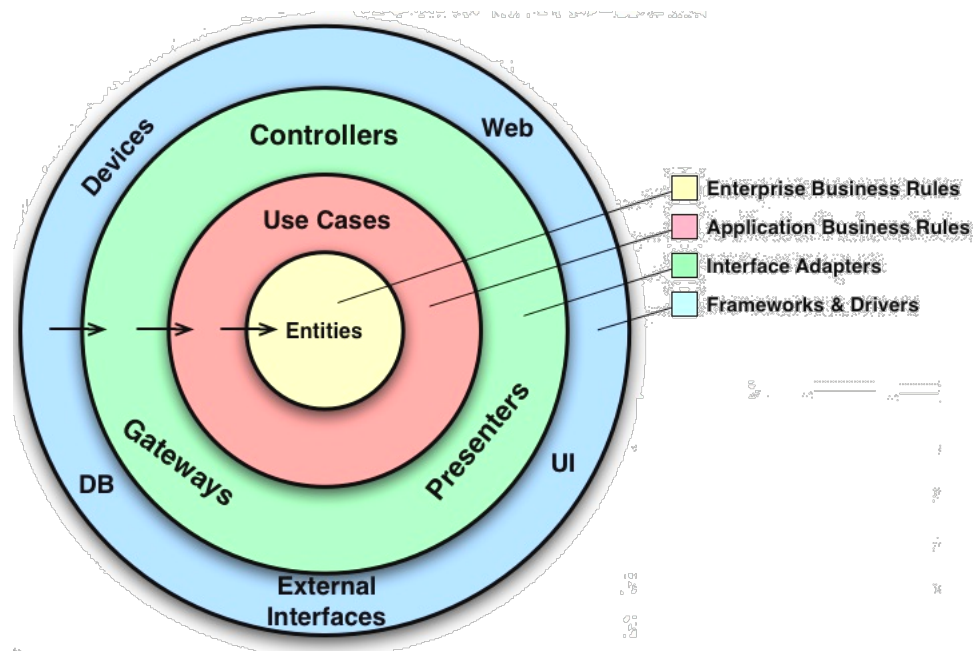 Devices
Web
Controllers
Use Cases
Entities
Gateways
Presenters
DB
UI
External
Interfaces
Enterprise Business Rules
Application Business Rules
Interface Adapters
Frameworks & Drivers